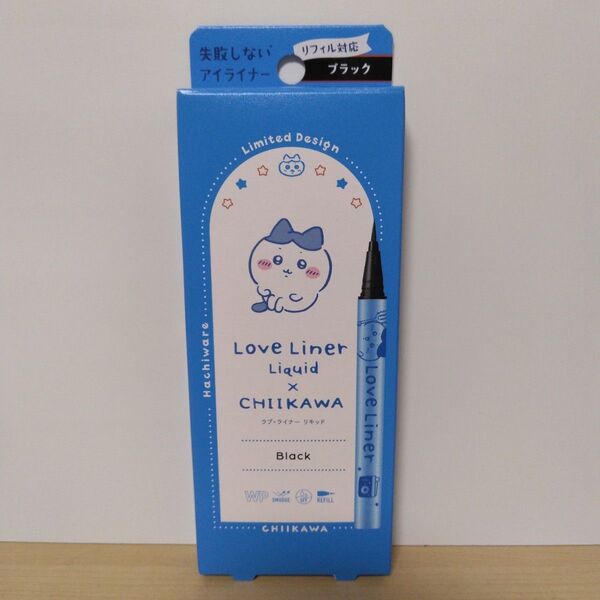 失敗しない
アイライナー
リフィル対応
ブラック
Limited Design
Hachiware
Love Liner
Liquid
×
CHIIKAWA
ラブ・ライナー リキッド
Black
WP
SMUDGE
UV
REFILL
Love Liner
CHIIKAWA